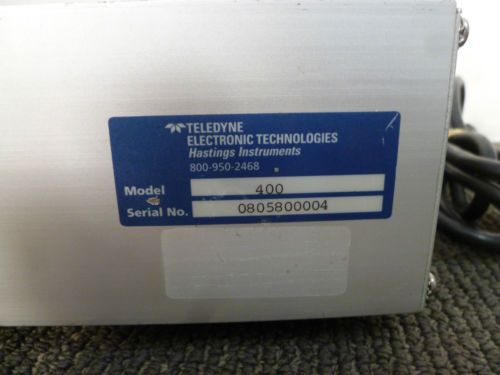 TELEDYNE
ELECTRONIC TECHNOLOGIES
Hastings Instruments
800-950-2468
Model 400
Serial No. 0805800004